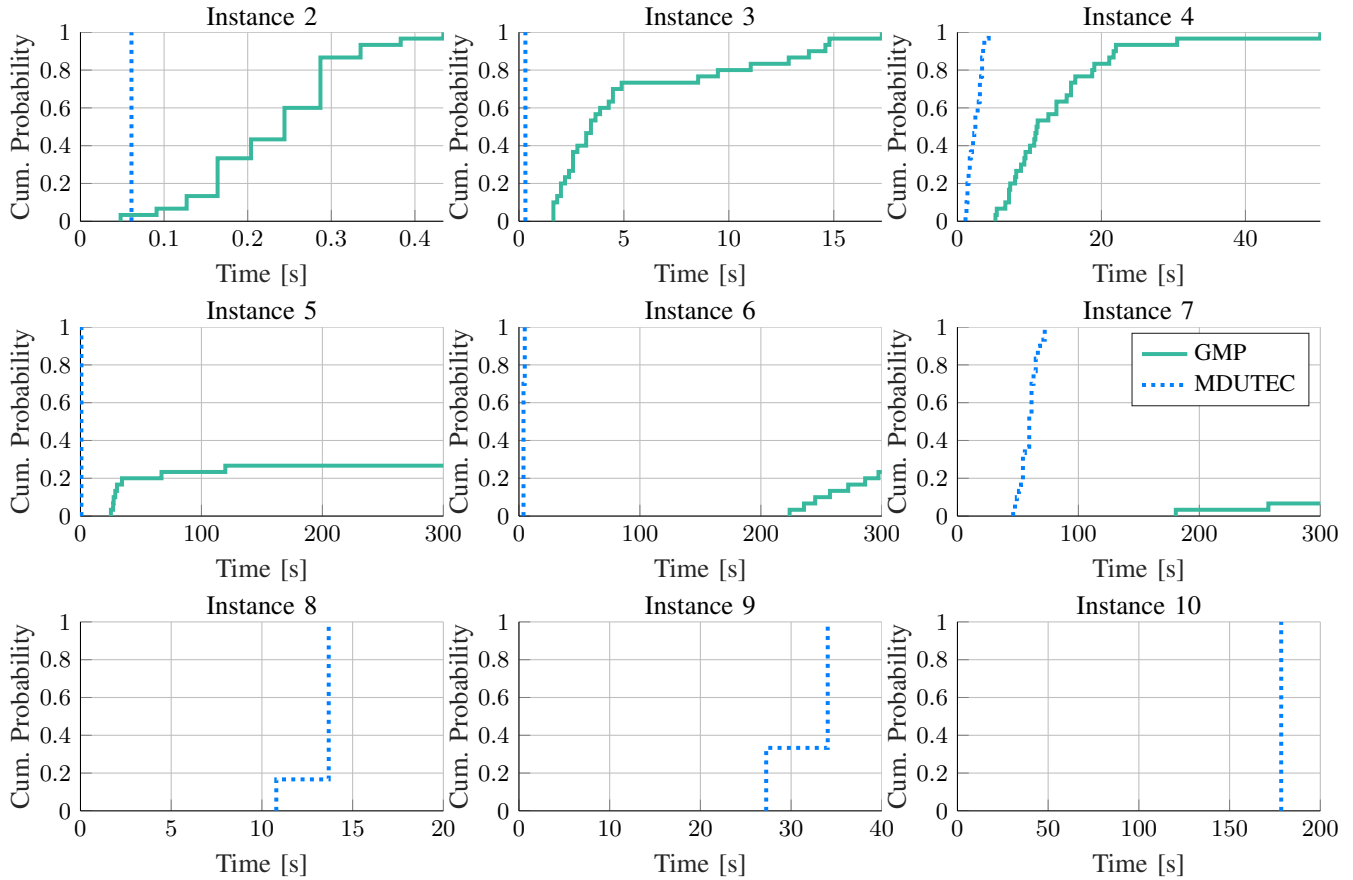 Instance 2
Cum. Probability
1
0.8
0.6
0.4
0.2
0
0 0.1 0.2 0.3 0.4
Time [s]
Instance 3
Cum. Probability
1
0.8
0.6
0.4
0.2
0
0 5 10 15
Time [s]
Instance 4
Cum. Probability
1
0.8
0.6
0.4
0.2
0
0 20 40
Time [s]
Instance 5
Cum. Probability
1
0.8
0.6
0.4
0.2
0
0 100 200 300
Time [s]
Instance 6
Cum. Probability
1
0.8
0.6
0.4
0.2
0
0 100 200 300
Time [s]
Instance 7
Cum. Probability
1
0.8
0.6
0.4
0.2
0
0 100 200 300
Time [s]
GMP
MDUTEC
Instance 8
Cum. Probability
1
0.8
0.6
0.4
0.2
0
0 5 10 15 20
Time [s]
Instance 9
Cum. Probability
1
0.8
0.6
0.4
0.2
0
0 10 20 30 40
Time [s]
Instance 10
Cum. Probability
1
0.8
0.6
0.4
0.2
0
0 50 100 150 200
Time [s]